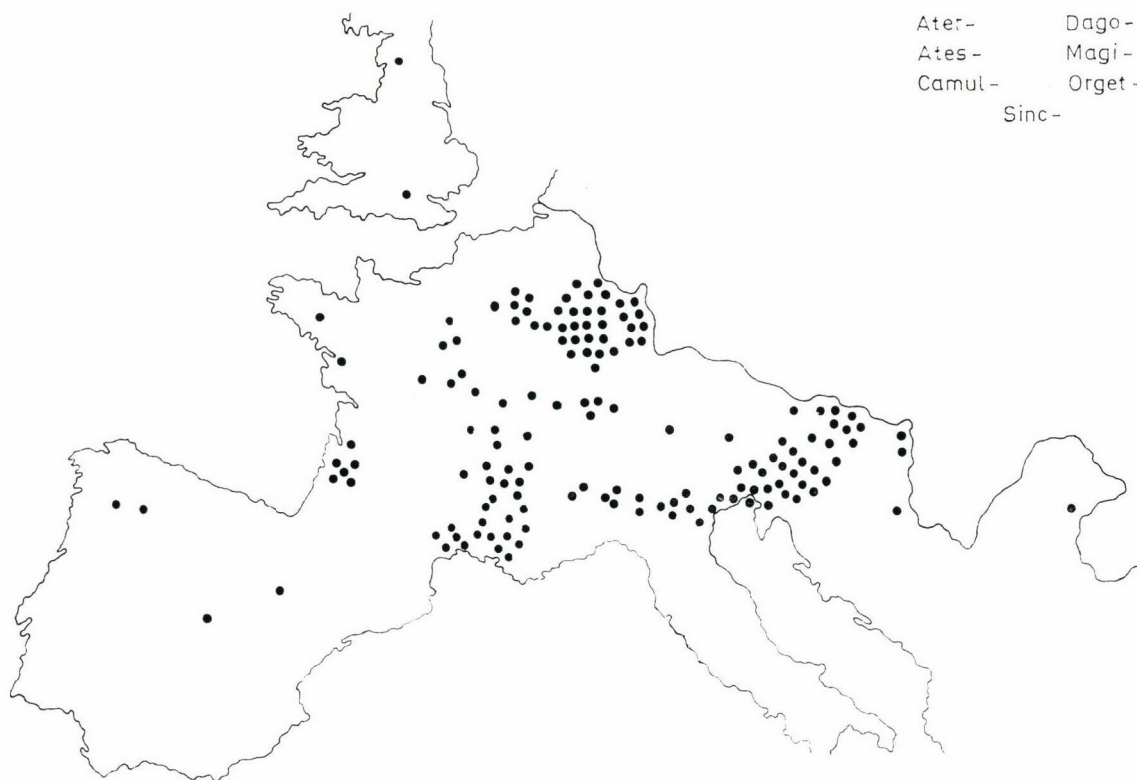 Ater- Dago-
Ates- Magi-
Camul- Orget-
Sinc-